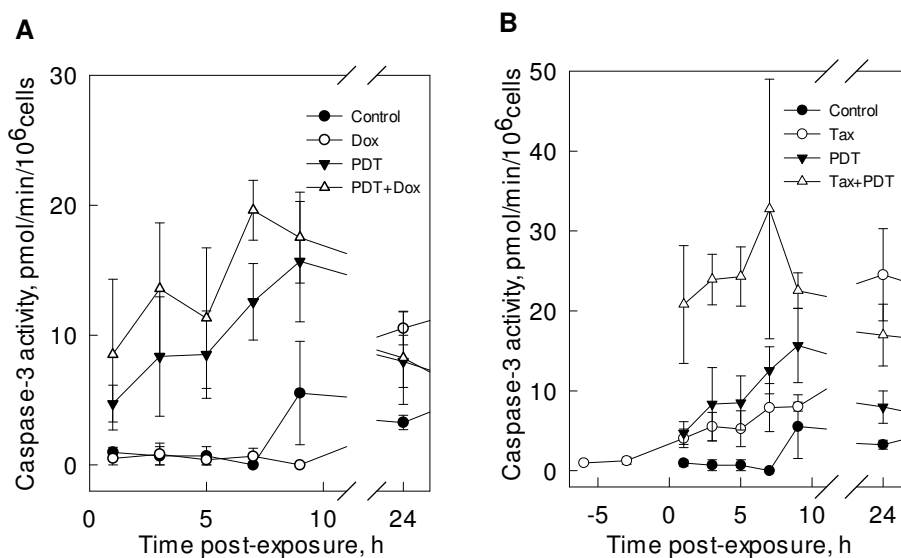 A
Caspase-3 activity, pmol/min/10⁶cells
30
20
10
0
Control
Dox
PDT
PDT+Dox
0
5
10
24
Time post-exposure, h
B
Caspase-3 activity, pmol/min/10⁶cells
50
40
30
20
10
0
Control
Tax
PDT
Tax+PDT
-5
0
5
10
24
Time post-exposure, h